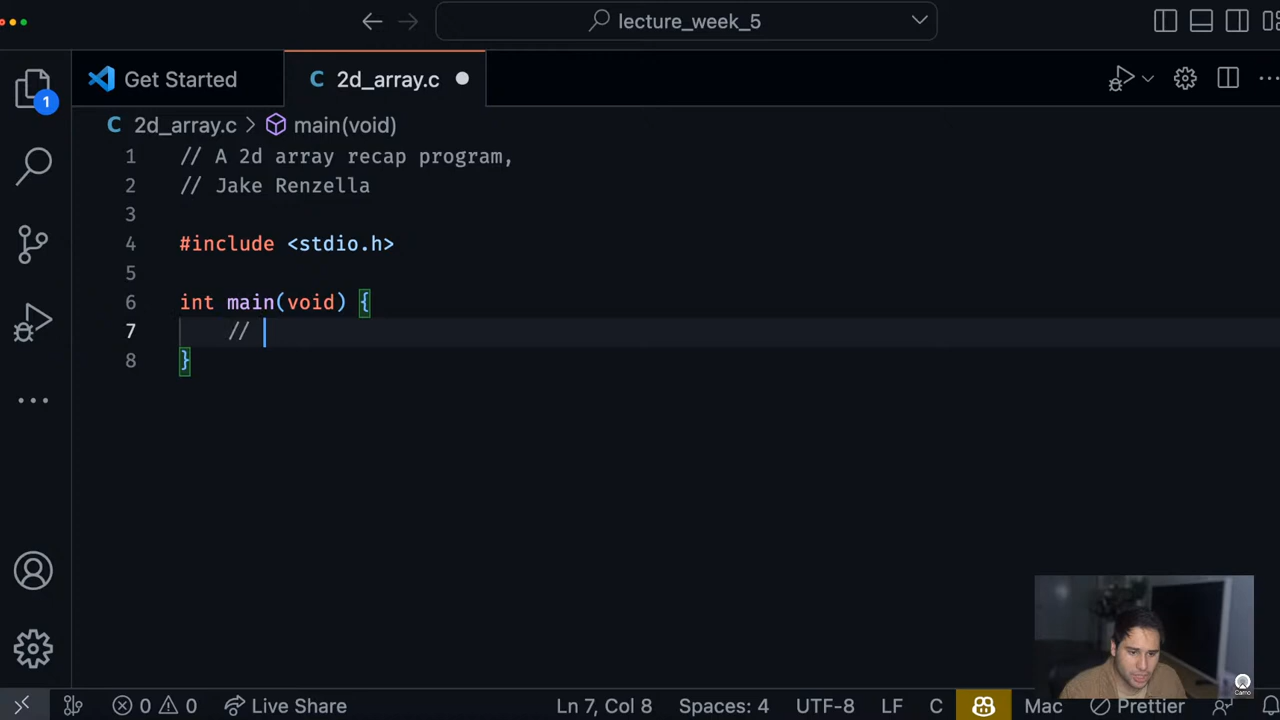 lecture_week_5
Get Started
C 2d_array.c
C 2d_array.c > main(void)
1 // A 2d array recap program,
2 // Jake Renzella
3
4 #include <stdio.h>
5
6 int main(void) {
7 //
8 }
1
0 0 Live Share Ln 7, Col 8 Spaces: 4 UTF-8 LF C Mac Prettier
Camo